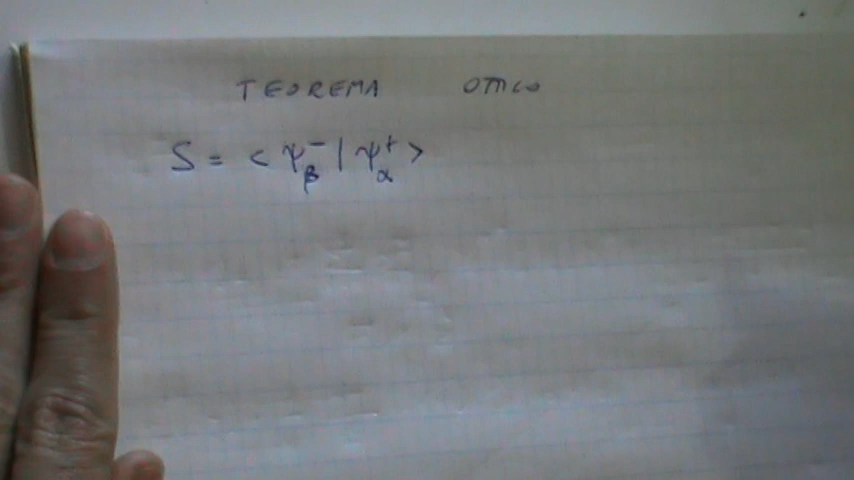 TEOREMA OTTICO
S = < ψ_β^- | ψ_α^+ >